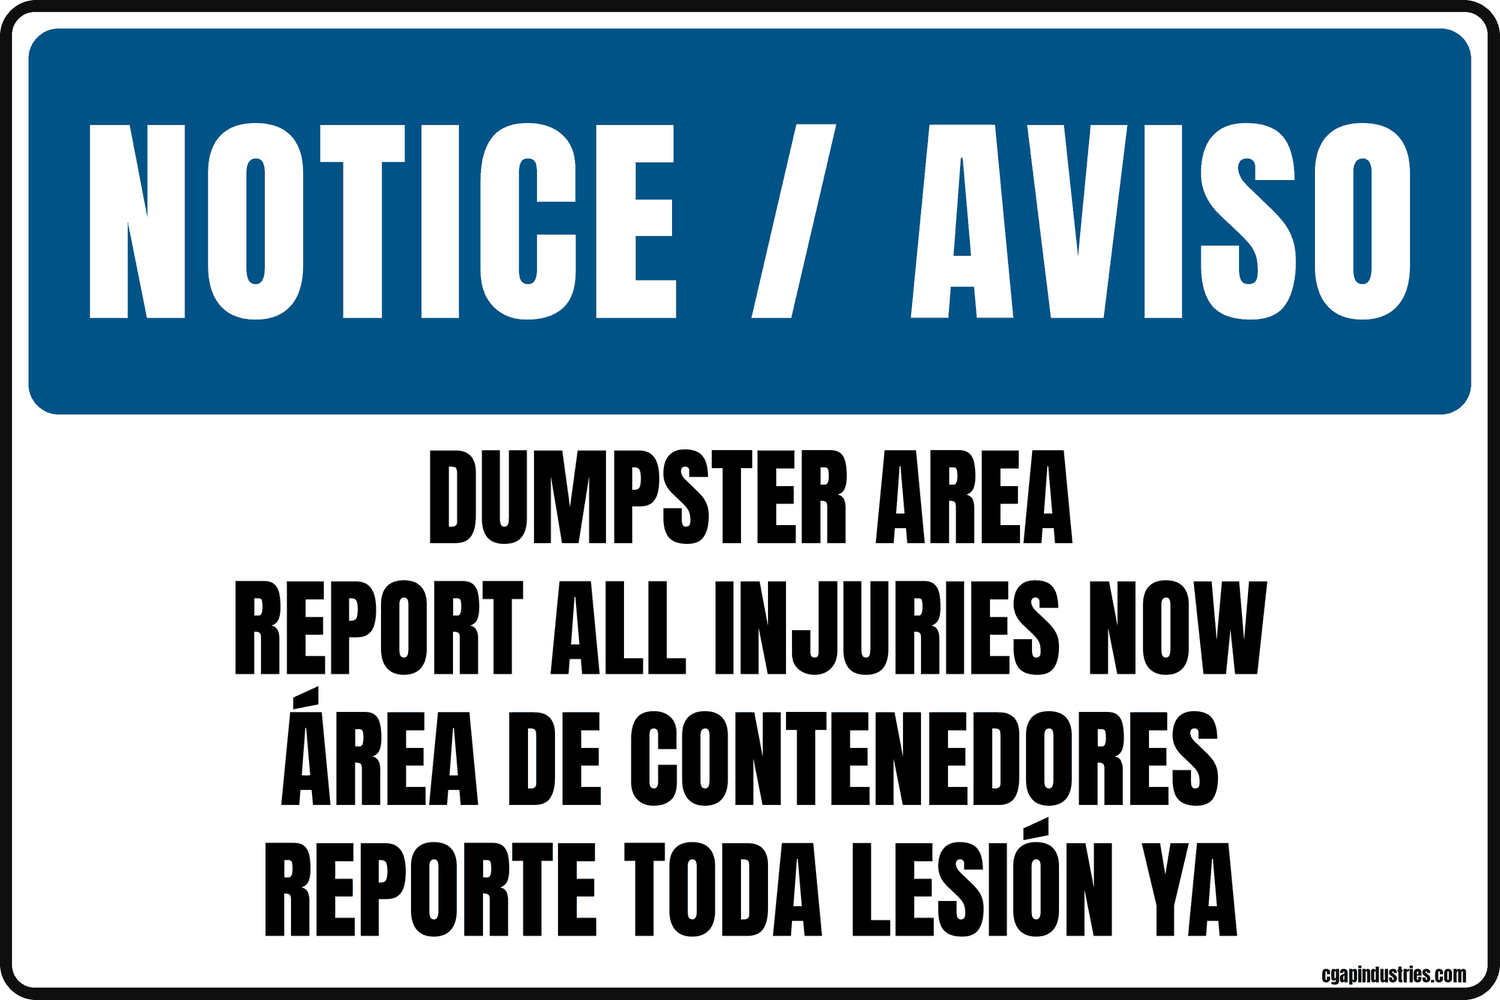 NOTICE / AVISO
DUMPSTER AREA
REPORT ALL INJURIES NOW
ÁREA DE CONTENEDORES
REPORTE TODA LESIÓN YA
cgapindustries.com